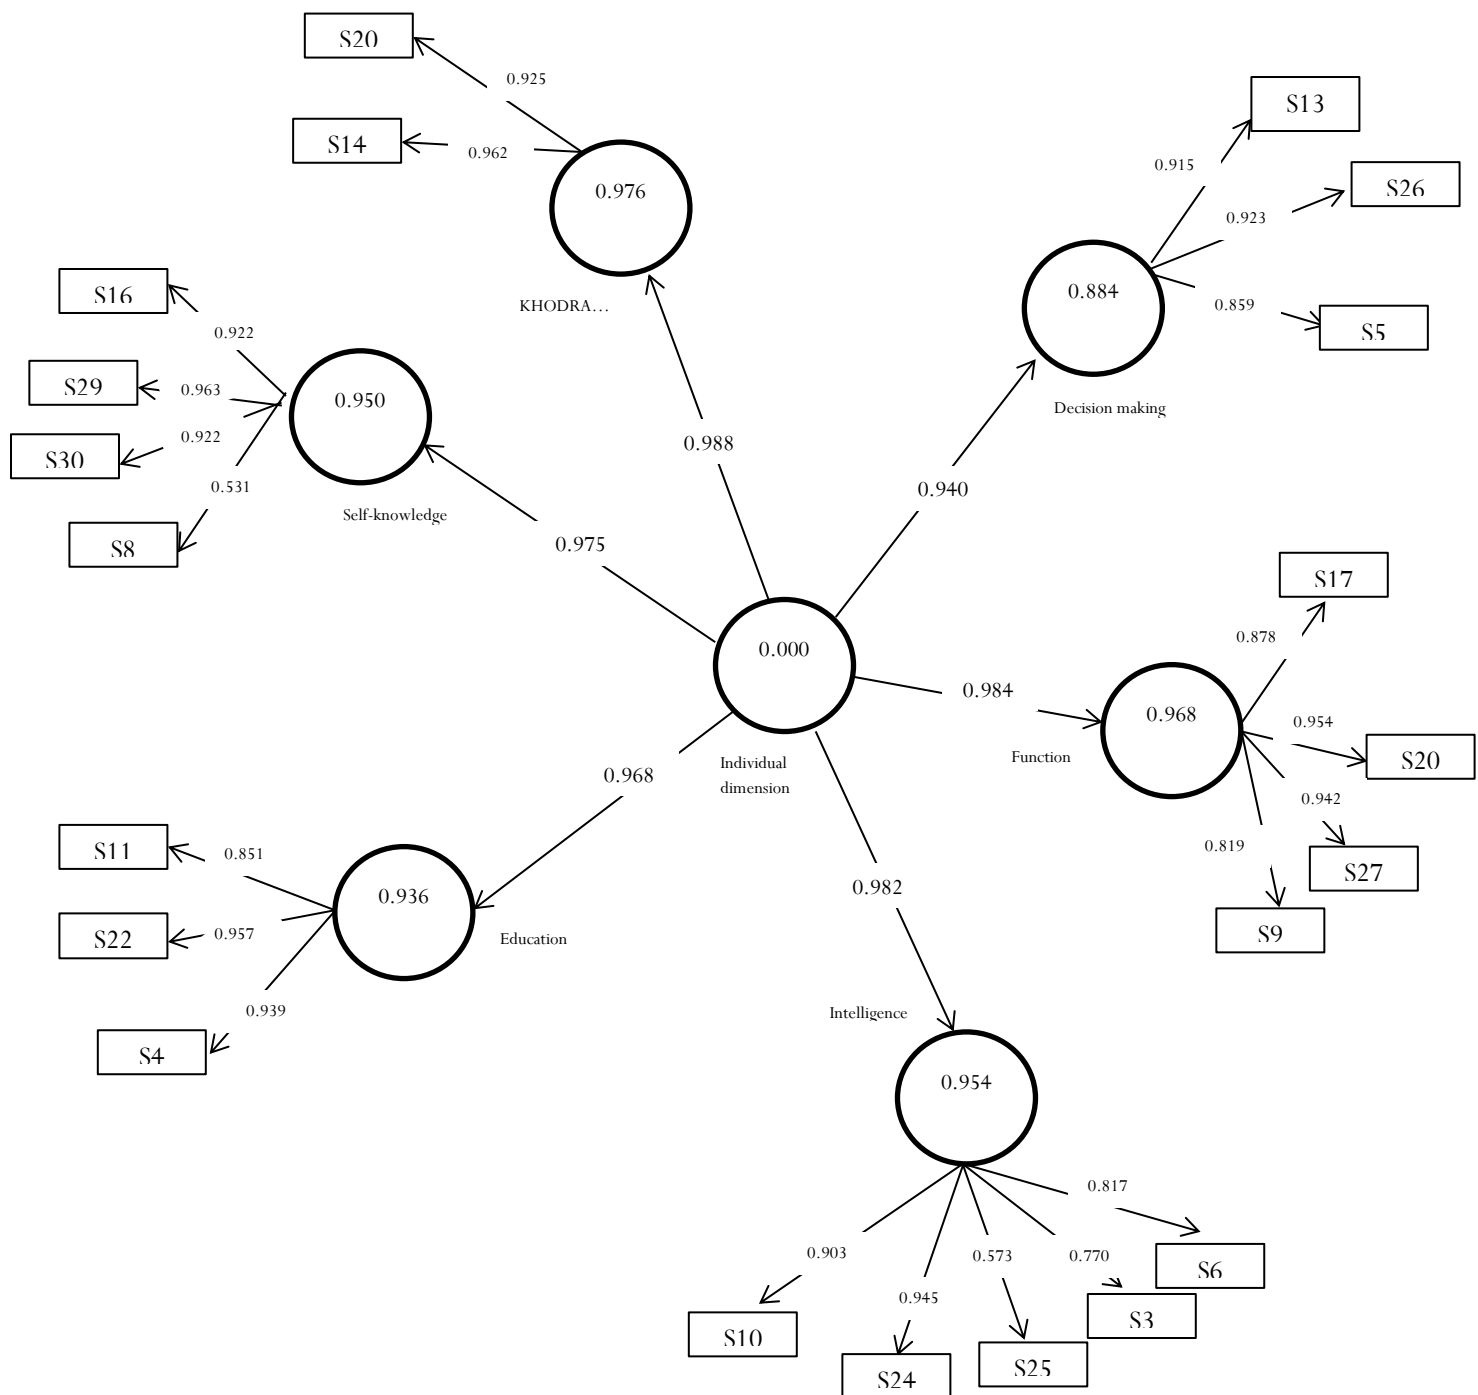 S20
0.925
S13
S14
0.962
0.915
0.976
S26
0.923
0.884
S16
KHODRA…
0.859
S5
0.922
S29
0.963
0.950
Decision making
0.922
S30
0.988
0.531
0.940
Self-knowledge
S8
0.975
S17
0.878
0.000
0.984
0.968
0.954
Function
S20
Individual
dimension
0.968
0.942
0.819
S11
0.851
S27
0.982
0.936
S22
0.957
S9
Education
0.939
Intelligence
S4
0.954
0.817
0.903
0.573
0.770
S6
0.945
S3
S10
S25
S24